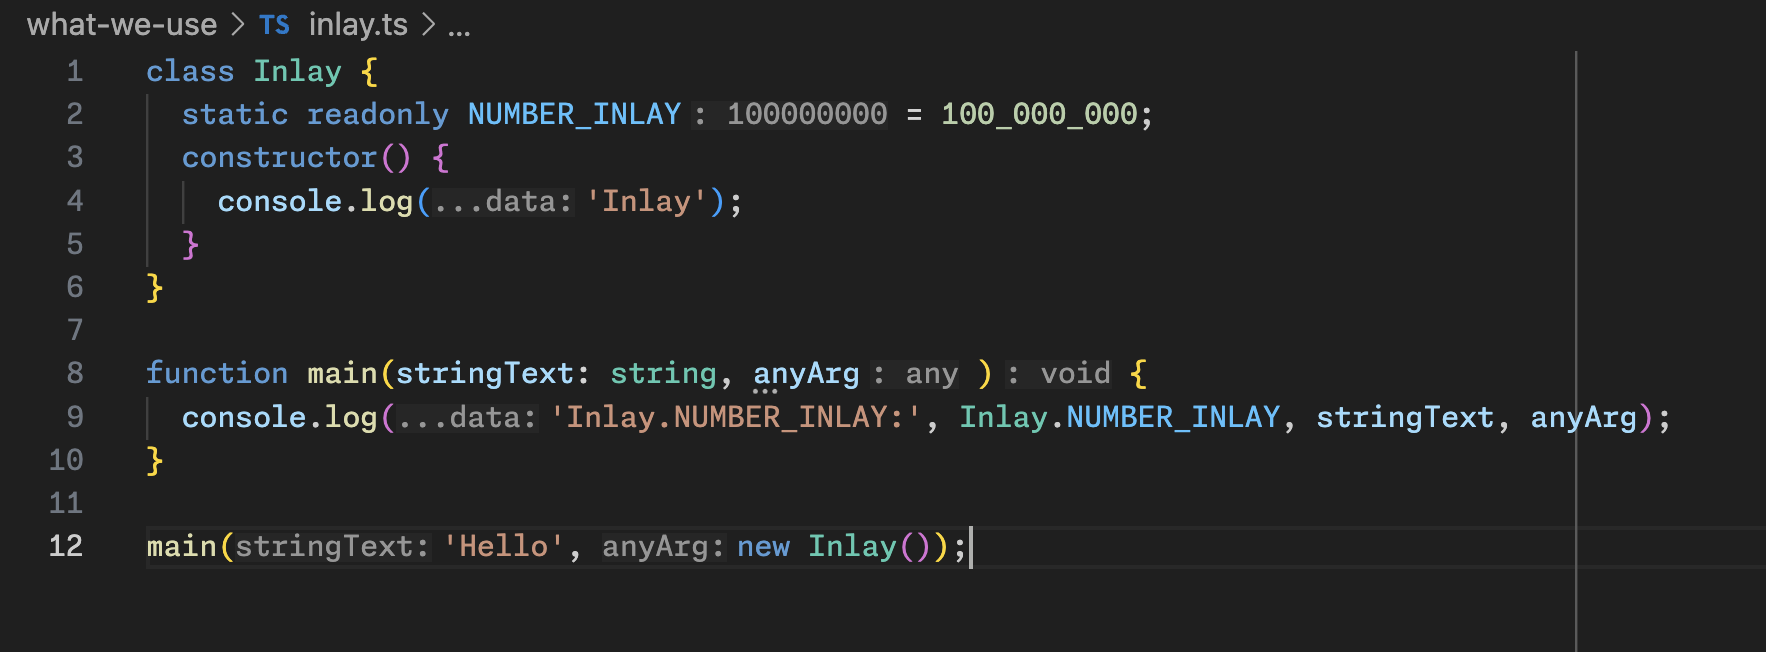 what-we-use > TS inlay.ts > ...
1 class Inlay {
2   static readonly NUMBER_INLAY: 100000000 = 100_000_000;
3   constructor() {
4     console.log(...data: 'Inlay');
5   }
6 }
7
8 function main(stringText: string, anyArg: any ): void {
9   console.log(...data: 'Inlay.NUMBER_INLAY:', Inlay.NUMBER_INLAY, stringText, anyArg);
10 }
11
12 main(stringText: 'Hello', anyArg: new Inlay());